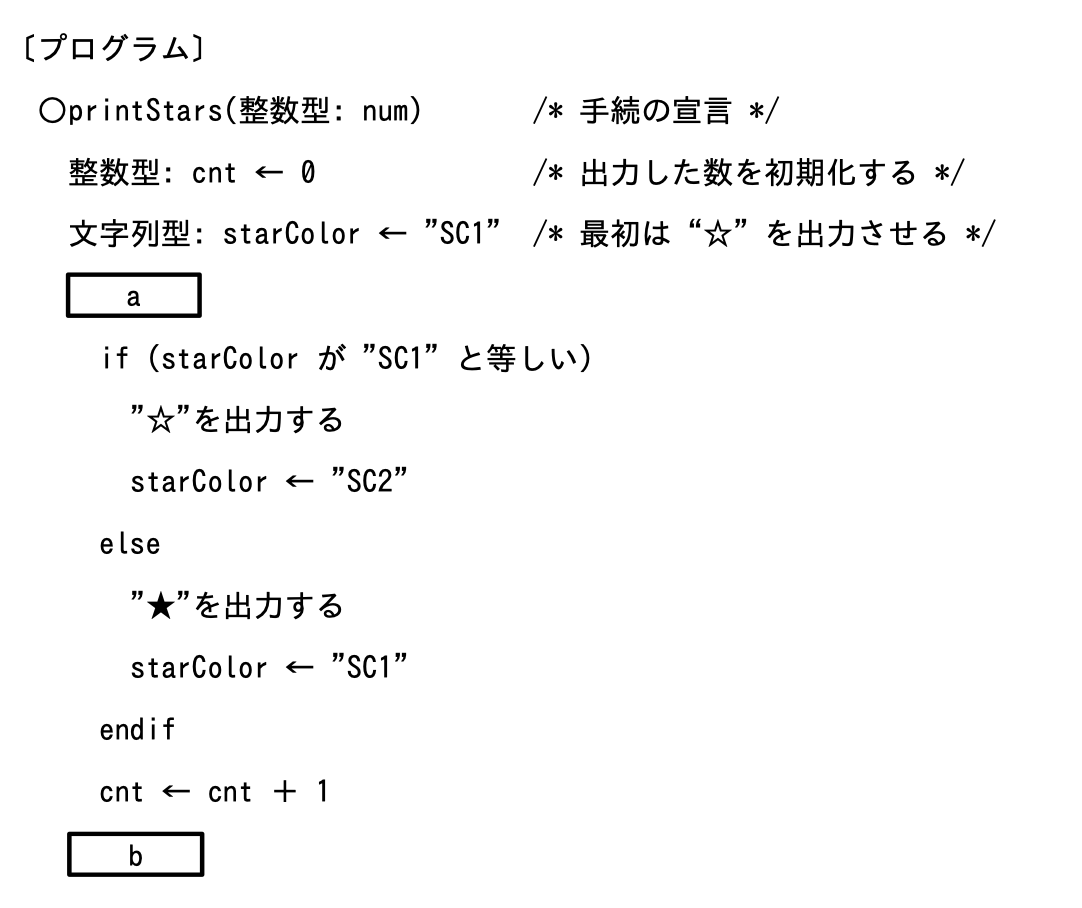 〔プログラム〕
○printStars(整数型: num) /* 手続の宣言 */
整数型: cnt ← 0 /* 出力した数を初期化する */
文字列型: starColor ← ”SC1” /* 最初は “☆” を出力させる */
a
if (starColor が ”SC1” と等しい)
”☆”を出力する
starColor ← ”SC2”
else
”★”を出力する
starColor ← ”SC1”
endif
cnt ← cnt ＋ 1
b